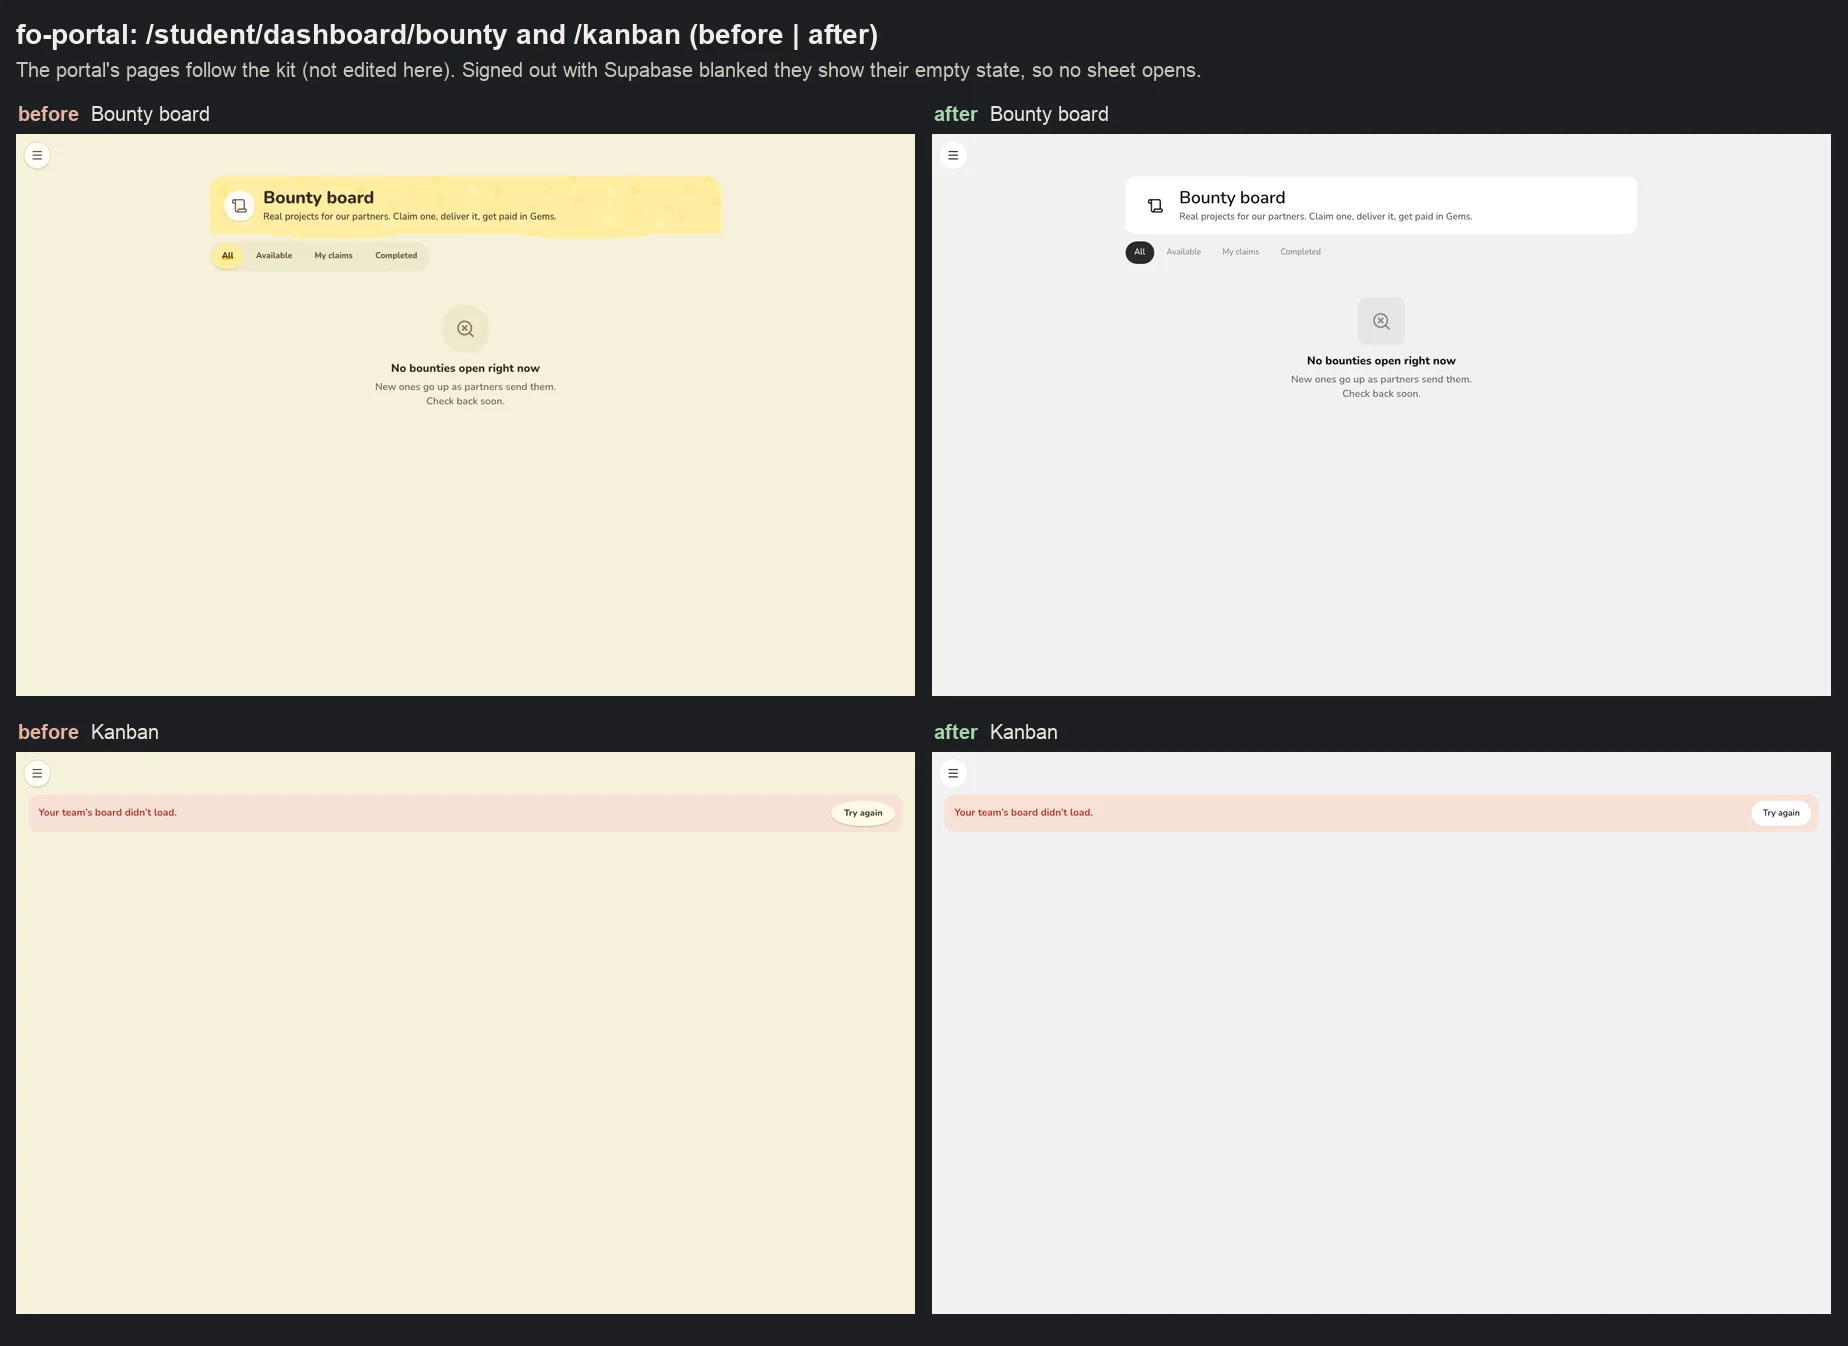 fo-portal: /student/dashboard/bounty and /kanban (before | after)
The portal's pages follow the kit (not edited here). Signed out with Supabase blanked they show their empty state, so no sheet opens.
before Bounty board
Bounty board
Real projects for our partners. Claim one, deliver it, get paid in Gems.
All Available My claims Completed
No bounties open right now
New ones go up as partners send them.
Check back soon.
after Bounty board
Bounty board
Real projects for our partners. Claim one, deliver it, get paid in Gems.
All Available My claims Completed
No bounties open right now
New ones go up as partners send them.
Check back soon.
before Kanban
Your team's board didn't load. Try again
after Kanban
Your team's board didn't load. Try again